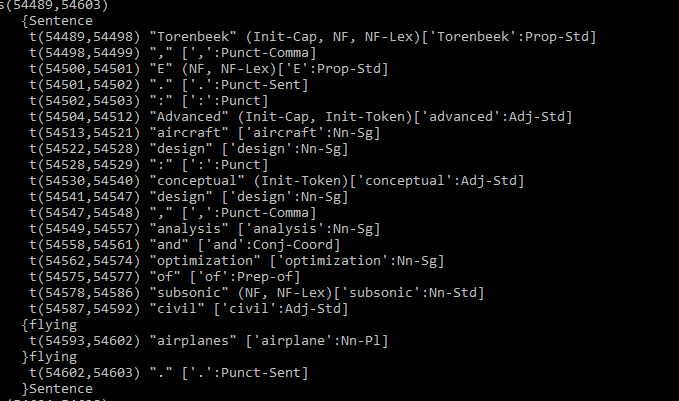 s(54489,54603)
{Sentence
t(54489,54498) "Torenbeek" (Init-Cap, NF, NF-Lex)['Torenbeek':Prop-Std]
t(54498,54499) "," [',':Punct-Comma]
t(54500,54501) "E" (NF, NF-Lex)['E':Prop-Std]
t(54501,54502) "." ['.':Punct-Sent]
t(54502,54503) ":" [':':Punct]
t(54504,54512) "Advanced" (Init-Cap, Init-Token)['advanced':Adj-Std]
t(54513,54521) "aircraft" ['aircraft':Nn-Sg]
t(54522,54528) "design" ['design':Nn-Sg]
t(54528,54529) ":" [':':Punct]
t(54530,54540) "conceptual" (Init-Token)['conceptual':Adj-Std]
t(54541,54547) "design" ['design':Nn-Sg]
t(54547,54548) "," [',':Punct-Comma]
t(54549,54557) "analysis" ['analysis':Nn-Sg]
t(54558,54561) "and" ['and':Conj-Coord]
t(54562,54574) "optimization" ['optimization':Nn-Sg]
t(54575,54577) "of" ['of':Prep-of]
t(54578,54586) "subsonic" (NF, NF-Lex)['subsonic':Nn-Std]
t(54587,54592) "civil" ['civil':Adj-Std]
{flying
t(54593,54602) "airplanes" ['airplane':Nn-Pl]
}flying
t(54602,54603) "." ['.':Punct-Sent]
}Sentence